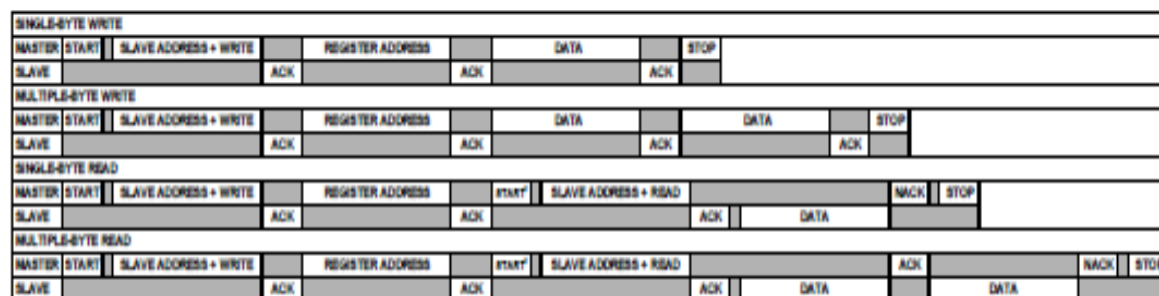 SINGLE-BYTE WRITE
MASTER START SLAVE ADDRESS + WRITE REGISTER ADDRESS DATA STOP
SLAVE ACK ACK ACK
MULTIPLE-BYTE WRITE
MASTER START SLAVE ADDRESS + WRITE REGISTER ADDRESS DATA DATA STOP
SLAVE ACK ACK ACK ACK
SINGLE-BYTE READ
MASTER START SLAVE ADDRESS + WRITE REGISTER ADDRESS START¹ SLAVE ADDRESS + READ NACK STOP
SLAVE ACK ACK ACK DATA
MULTIPLE-BYTE READ
MASTER START SLAVE ADDRESS + WRITE REGISTER ADDRESS START¹ SLAVE ADDRESS + READ ACK NACK STOP
SLAVE ACK ACK ACK DATA DATA